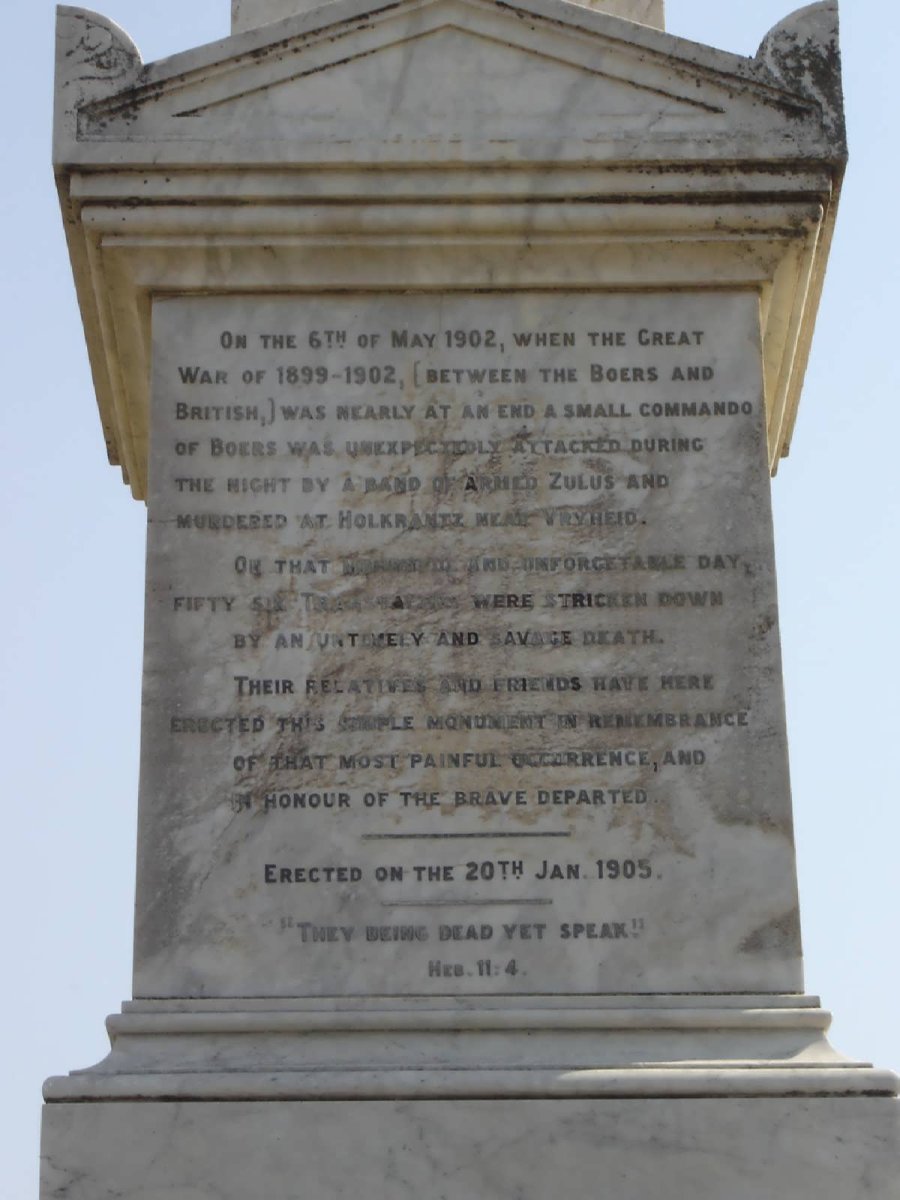 On the 6th of May 1902, when the Great
War of 1899-1902, (between the Boers and
British,) was nearly at an end a small commando
of Boers was unexpectedly attacked during
the night by a band of armed Zulus and
murdered at Holkrantz near Vryheid.
On that and unforgetable day,
fifty six were stricken down
by an untimely and savage death.
Their relatives and friends have here
erected this simple monument in remembrance
of that most painful occurrence, and
in honour of the brave departed.
Erected on the 20th Jan. 1905.
"They being dead yet speak."
Heb. 11: 4.